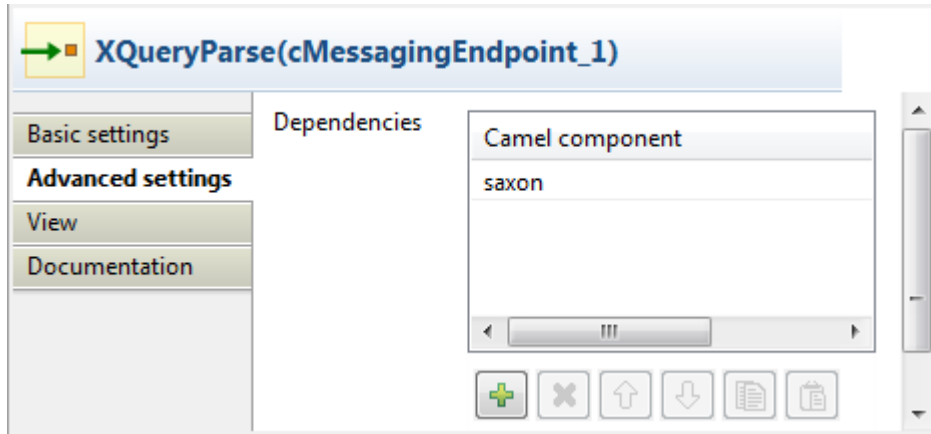 XQueryParse(cMessagingEndpoint_1)
Basic settings
Advanced settings
View
Documentation
Dependencies
Camel component
saxon